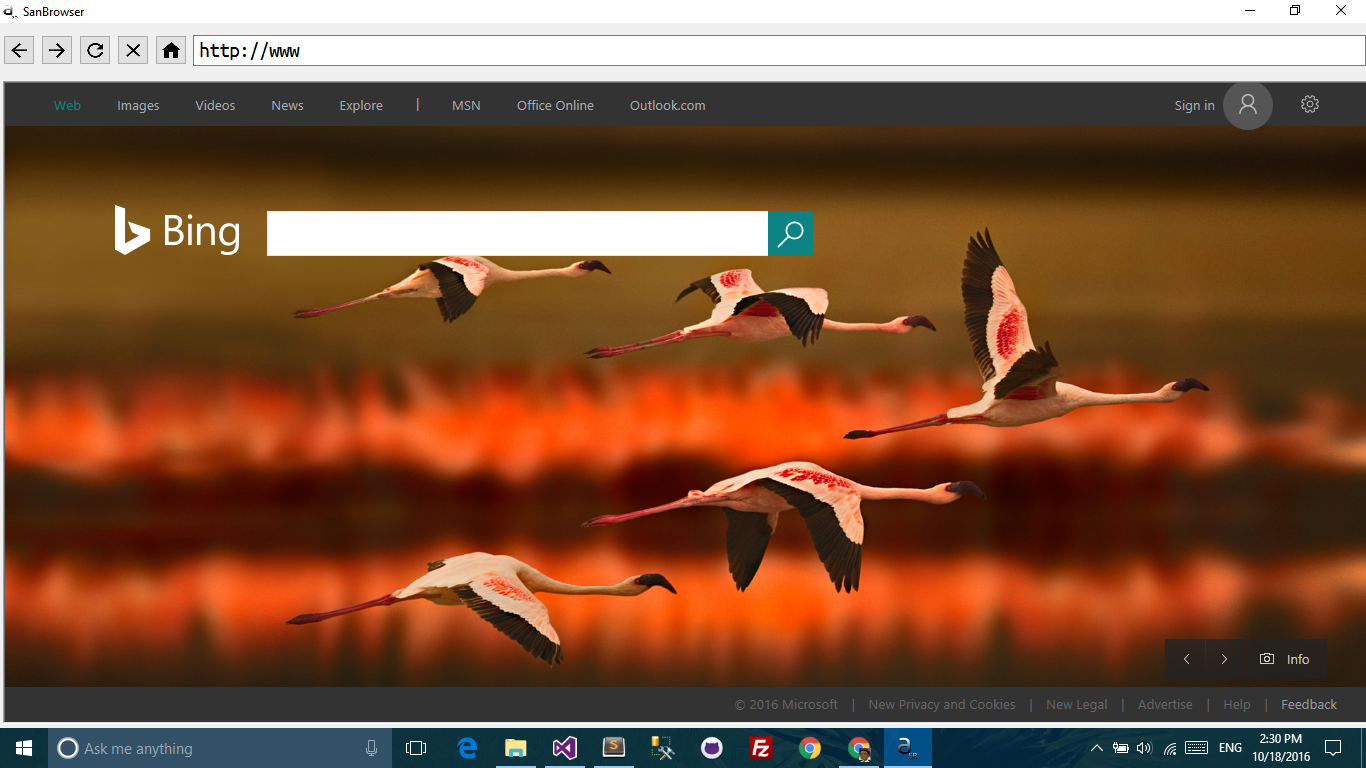 SanBrowser
http://www
Web Images Videos News Explore | MSN Office Online Outlook.com Sign in
Bing
Info
© 2016 Microsoft | New Privacy and Cookies | New Legal | Advertise | Help | Feedback
Ask me anything
ENG 2:30 PM
10/18/2016